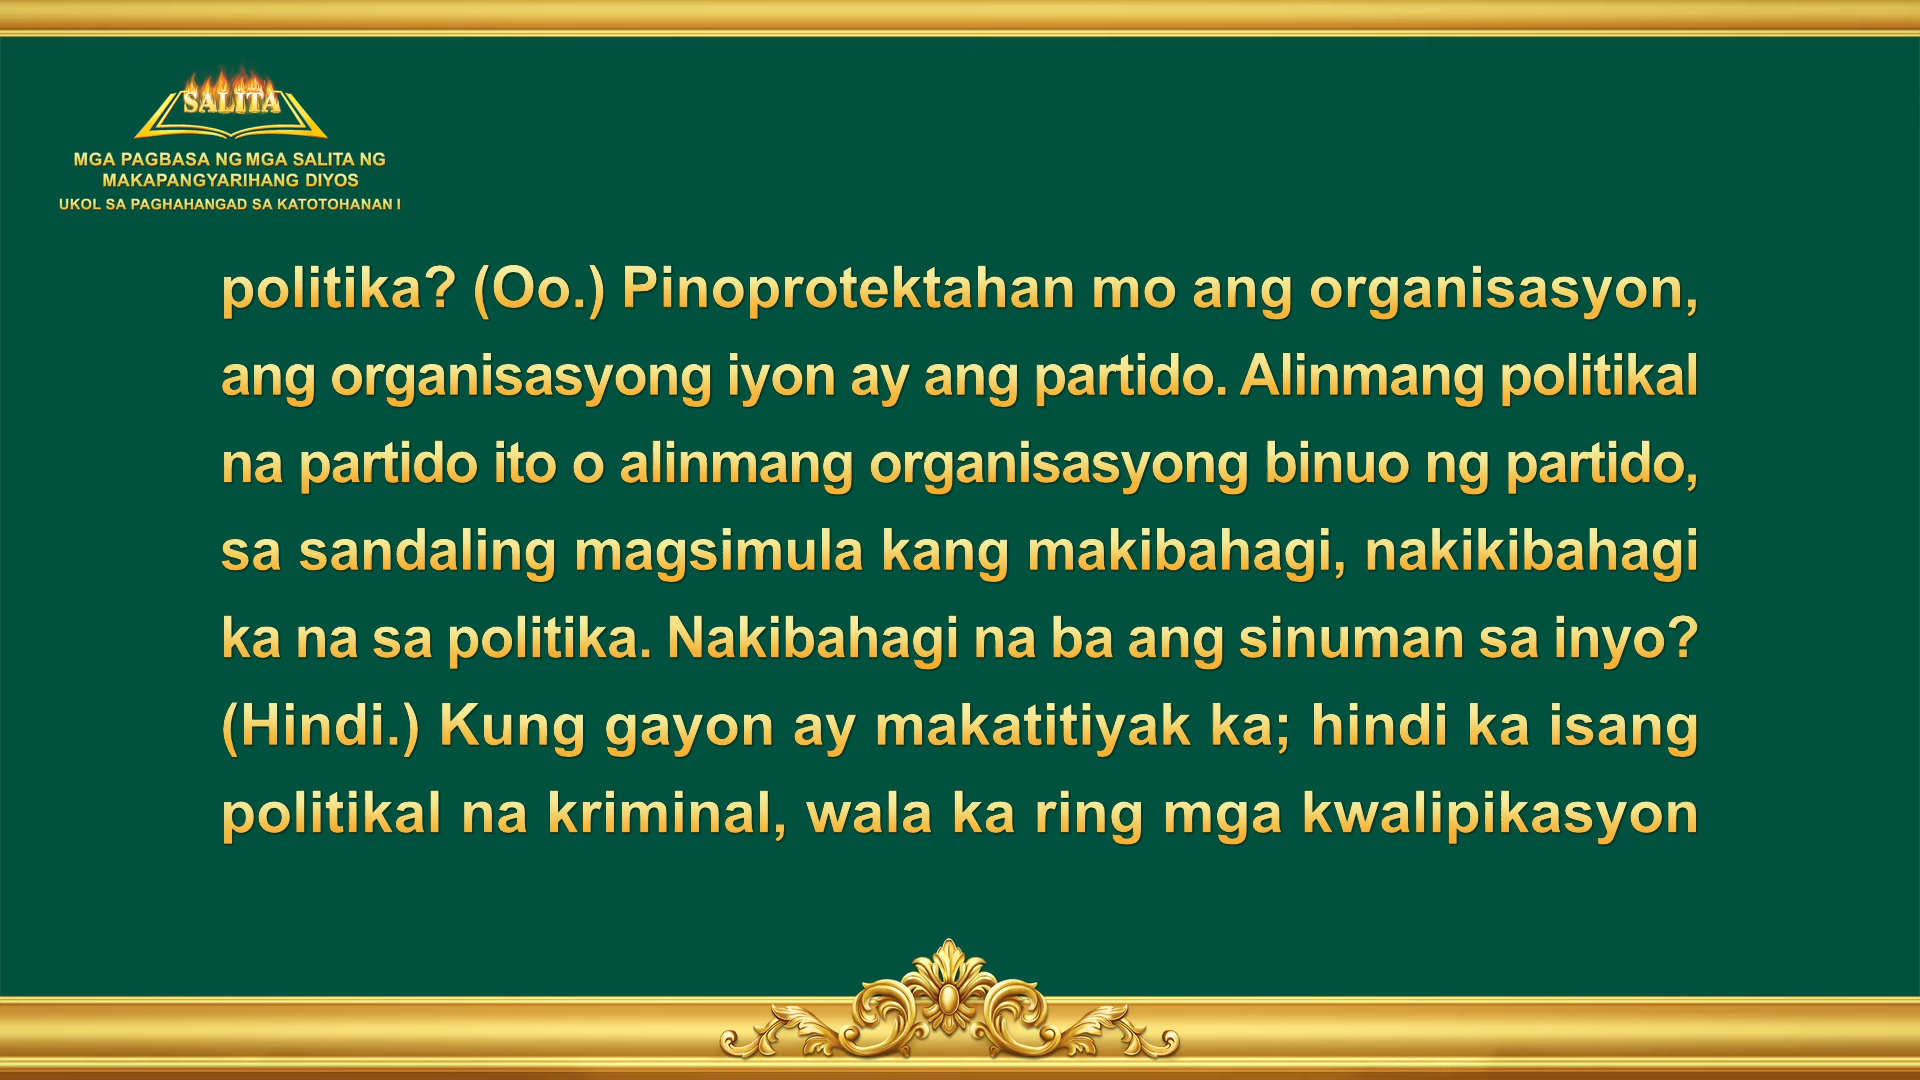 SALITA
MGA PAGBASA NG MGA SALITA NG
MAKAPANGYARIHANG DIYOS
UKOL SA PAGHAHANGAD SA KATOTOHANAN I
politika? (Oo.) Pinoprotektahan mo ang organisasyon,
ang organisasyong iyon ay ang partido. Alinmang politikal
na partido ito o alinmang organisasyong binuo ng partido,
sa sandaling magsimula kang makibahagi, nakikibahagi
ka na sa politika. Nakibahagi na ba ang sinuman sa inyo?
(Hindi.) Kung gayon ay makatitiyak ka; hindi ka isang
politikal na kriminal, wala ka ring mga kwalipikasyon